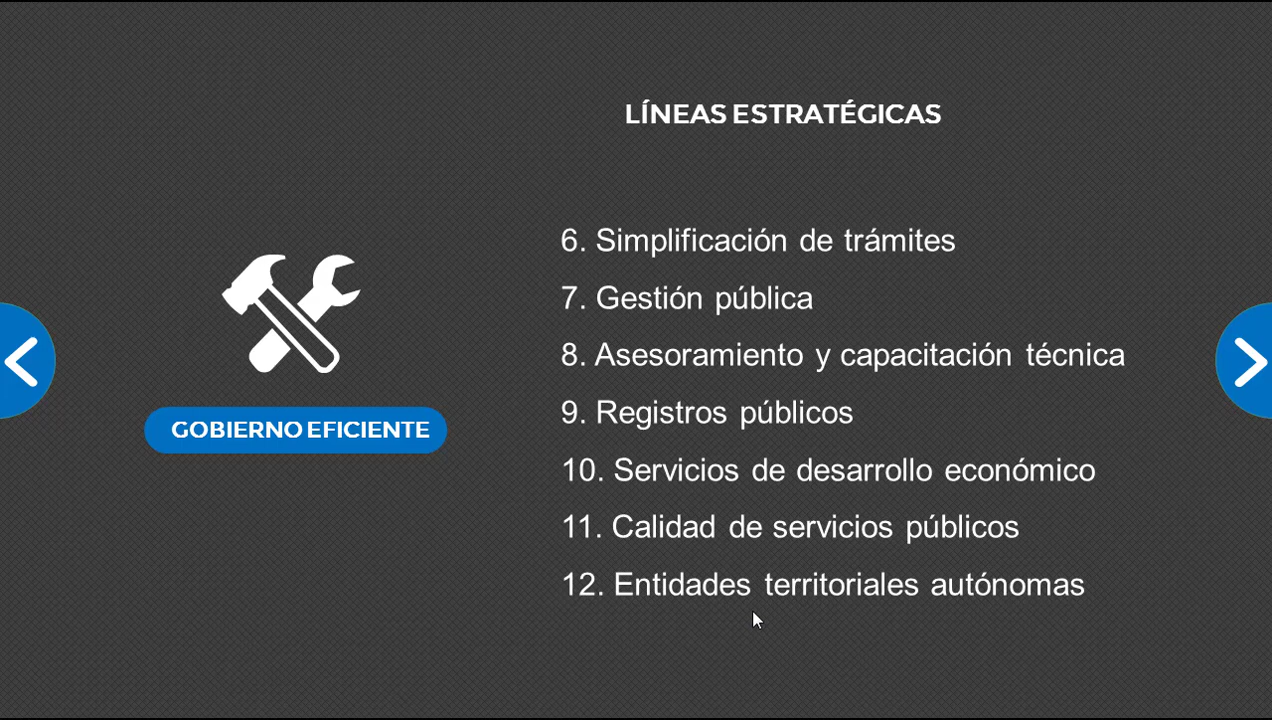 LÍNEAS ESTRATÉGICAS
6. Simplificación de trámites
7. Gestión pública
8. Asesoramiento y capacitación técnica
9. Registros públicos
10. Servicios de desarrollo económico
11. Calidad de servicios públicos
12. Entidades territoriales autónomas
GOBIERNO EFICIENTE